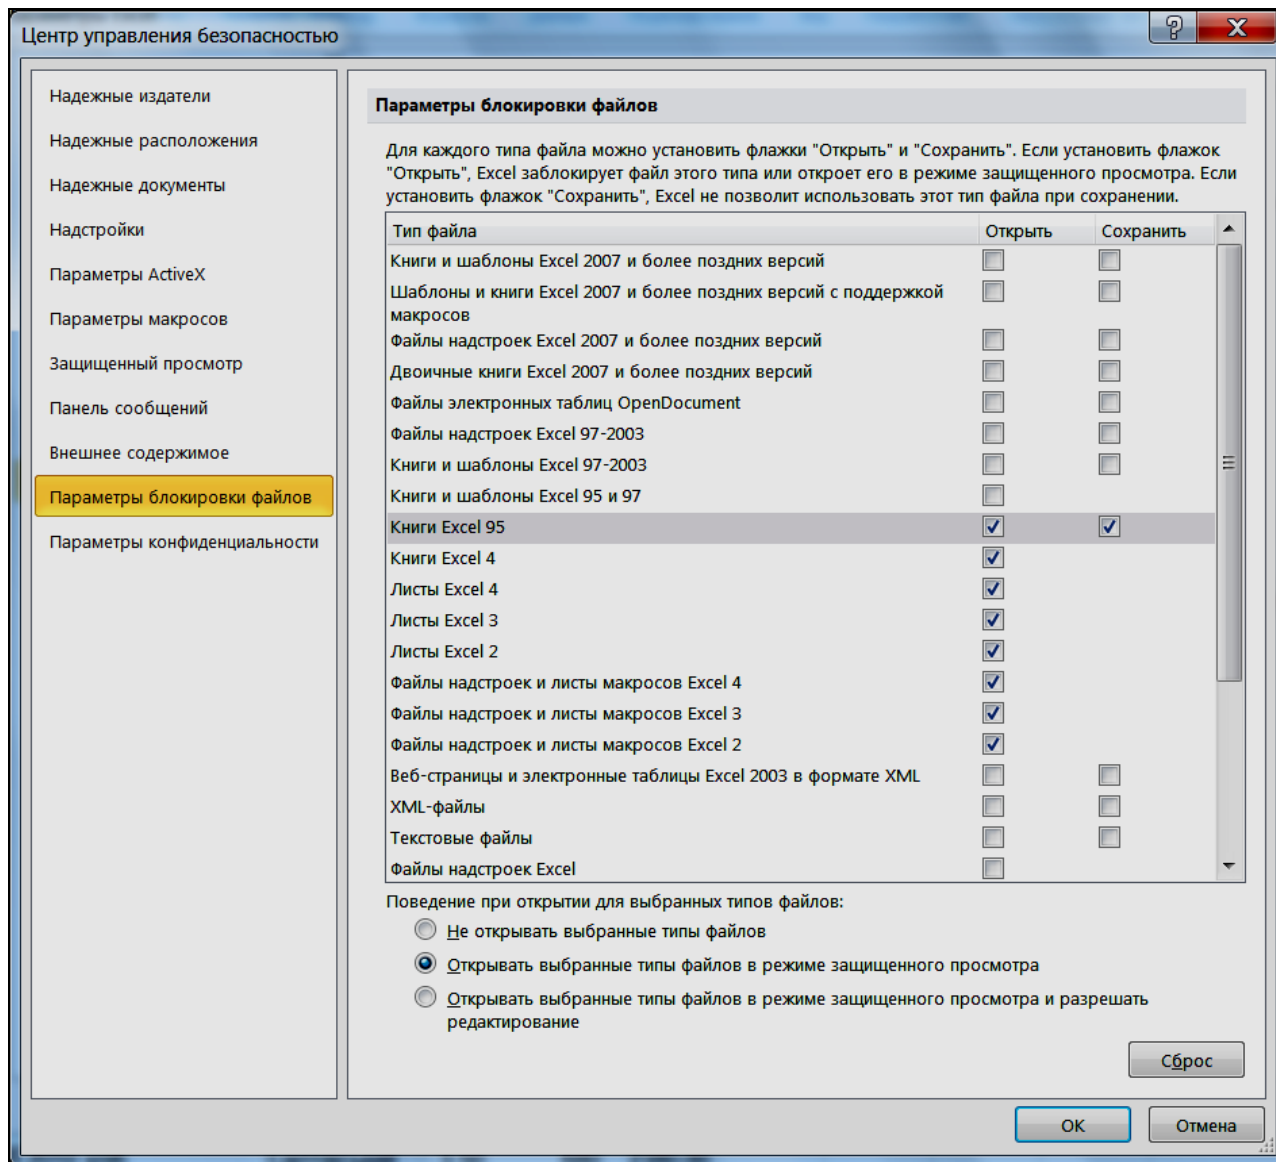 Центр управления безопасностью
Надежные издатели
Надежные расположения
Надежные документы
Надстройки
Параметры ActiveX
Параметры макросов
Защищенный просмотр
Панель сообщений
Внешнее содержимое
Параметры блокировки файлов
Параметры конфиденциальности
Параметры блокировки файлов
Для каждого типа файла можно установить флажки "Открыть" и "Сохранить". Если установить флажок
"Открыть", Excel заблокирует файл этого типа или откроет его в режиме защищенного просмотра. Если
установить флажок "Сохранить", Excel не позволит использовать этот тип файла при сохранении.
Тип файла Открыть Сохранить
Книги и шаблоны Excel 2007 и более поздних версий
Шаблоны и книги Excel 2007 и более поздних версий с поддержкой
макросов
Файлы надстроек Excel 2007 и более поздних версий
Двоичные книги Excel 2007 и более поздних версий
Файлы электронных таблиц OpenDocument
Файлы надстроек Excel 97-2003
Книги и шаблоны Excel 97-2003
Книги и шаблоны Excel 95 и 97
Книги Excel 95
Книги Excel 4
Листы Excel 4
Листы Excel 3
Листы Excel 2
Файлы надстроек и листы макросов Excel 4
Файлы надстроек и листы макросов Excel 3
Файлы надстроек и листы макросов Excel 2
Веб-страницы и электронные таблицы Excel 2003 в формате XML
XML-файлы
Текстовые файлы
Файлы надстроек Excel
Поведение при открытии для выбранных типов файлов:
Не открывать выбранные типы файлов
Открывать выбранные типы файлов в режиме защищенного просмотра
Открывать выбранные типы файлов в режиме защищенного просмотра и разрешать
редактирование
Сброс
ОК
Отмена